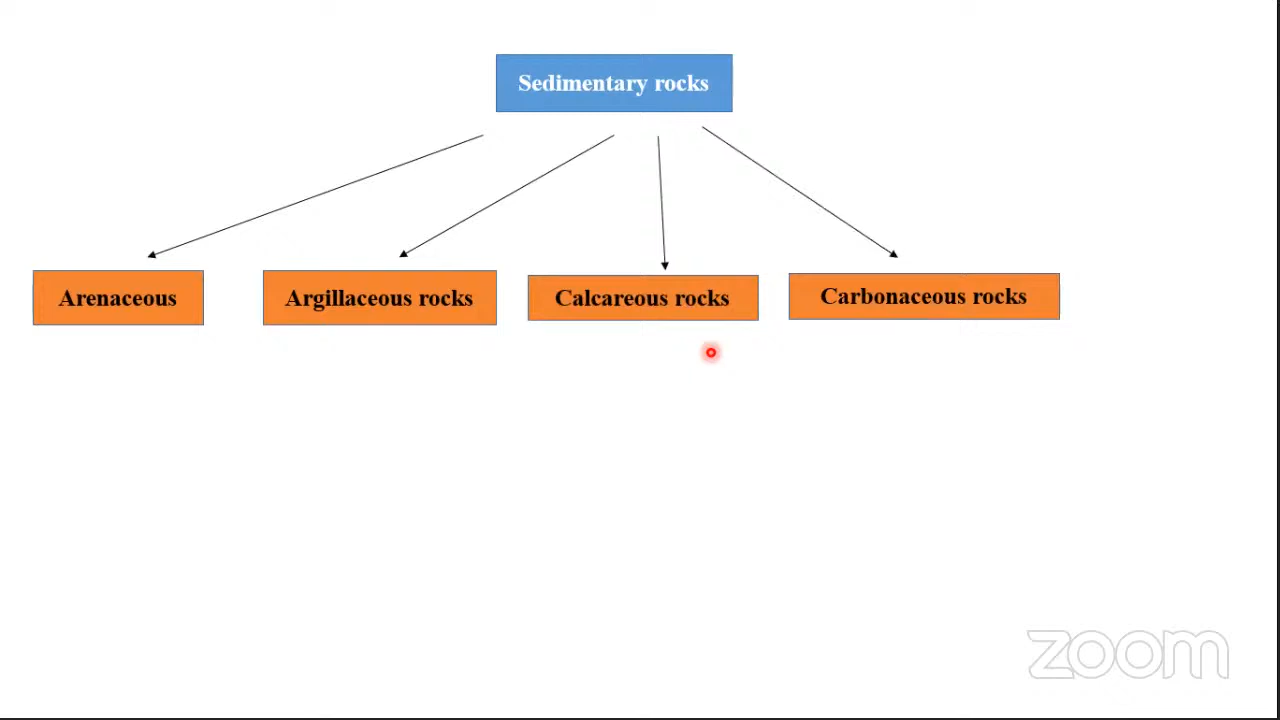 Sedimentary rocks
Arenaceous
Argillaceous rocks
Calcareous rocks
Carbonaceous rocks
zoom